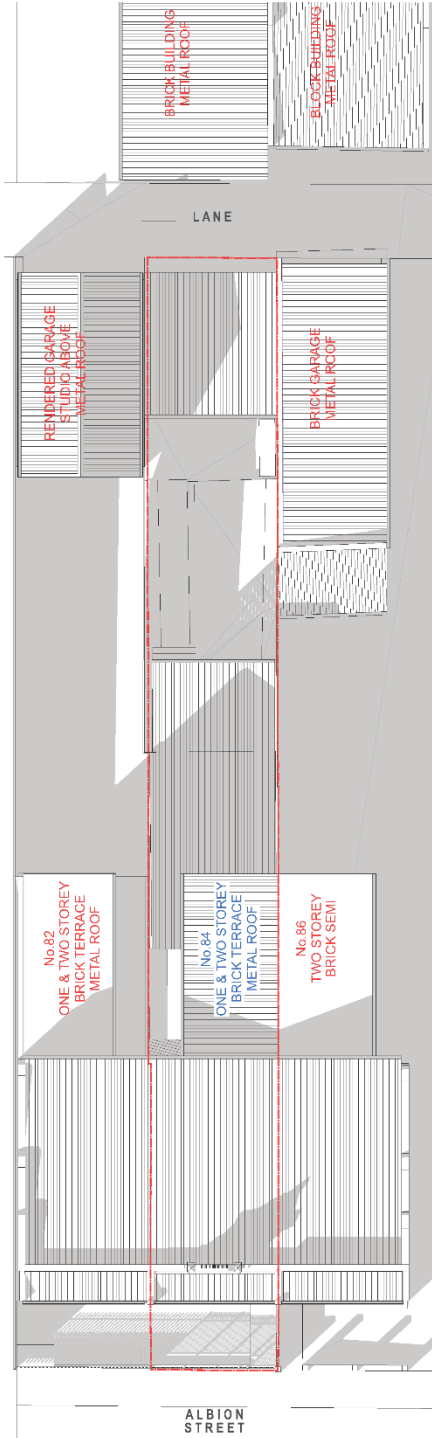 BRICK BUILDING
METAL ROOF
BLOCK BUILDING
METAL ROOF
LANE
RENDERED GARAGE
STUDIO ABOVE
METAL ROOF
BRICK GARAGE
METAL ROOF
No.82
ONE & TWO STOREY
BRICK TERRACE
METAL ROOF
No.84
ONE & TWO STOREY
BRICK TERRACE
METAL ROOF
No.86
TWO STOREY
BRICK SEMI
ALBION
STREET